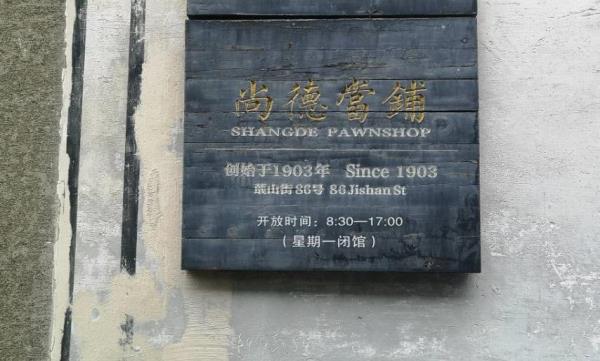 尚德當鋪
SHANGDE PAWNSHOP
创始于1903年 Since 1903
蕺山街86号 86 Jishan St
开放时间：8:30—17:00
（星期一闭馆）